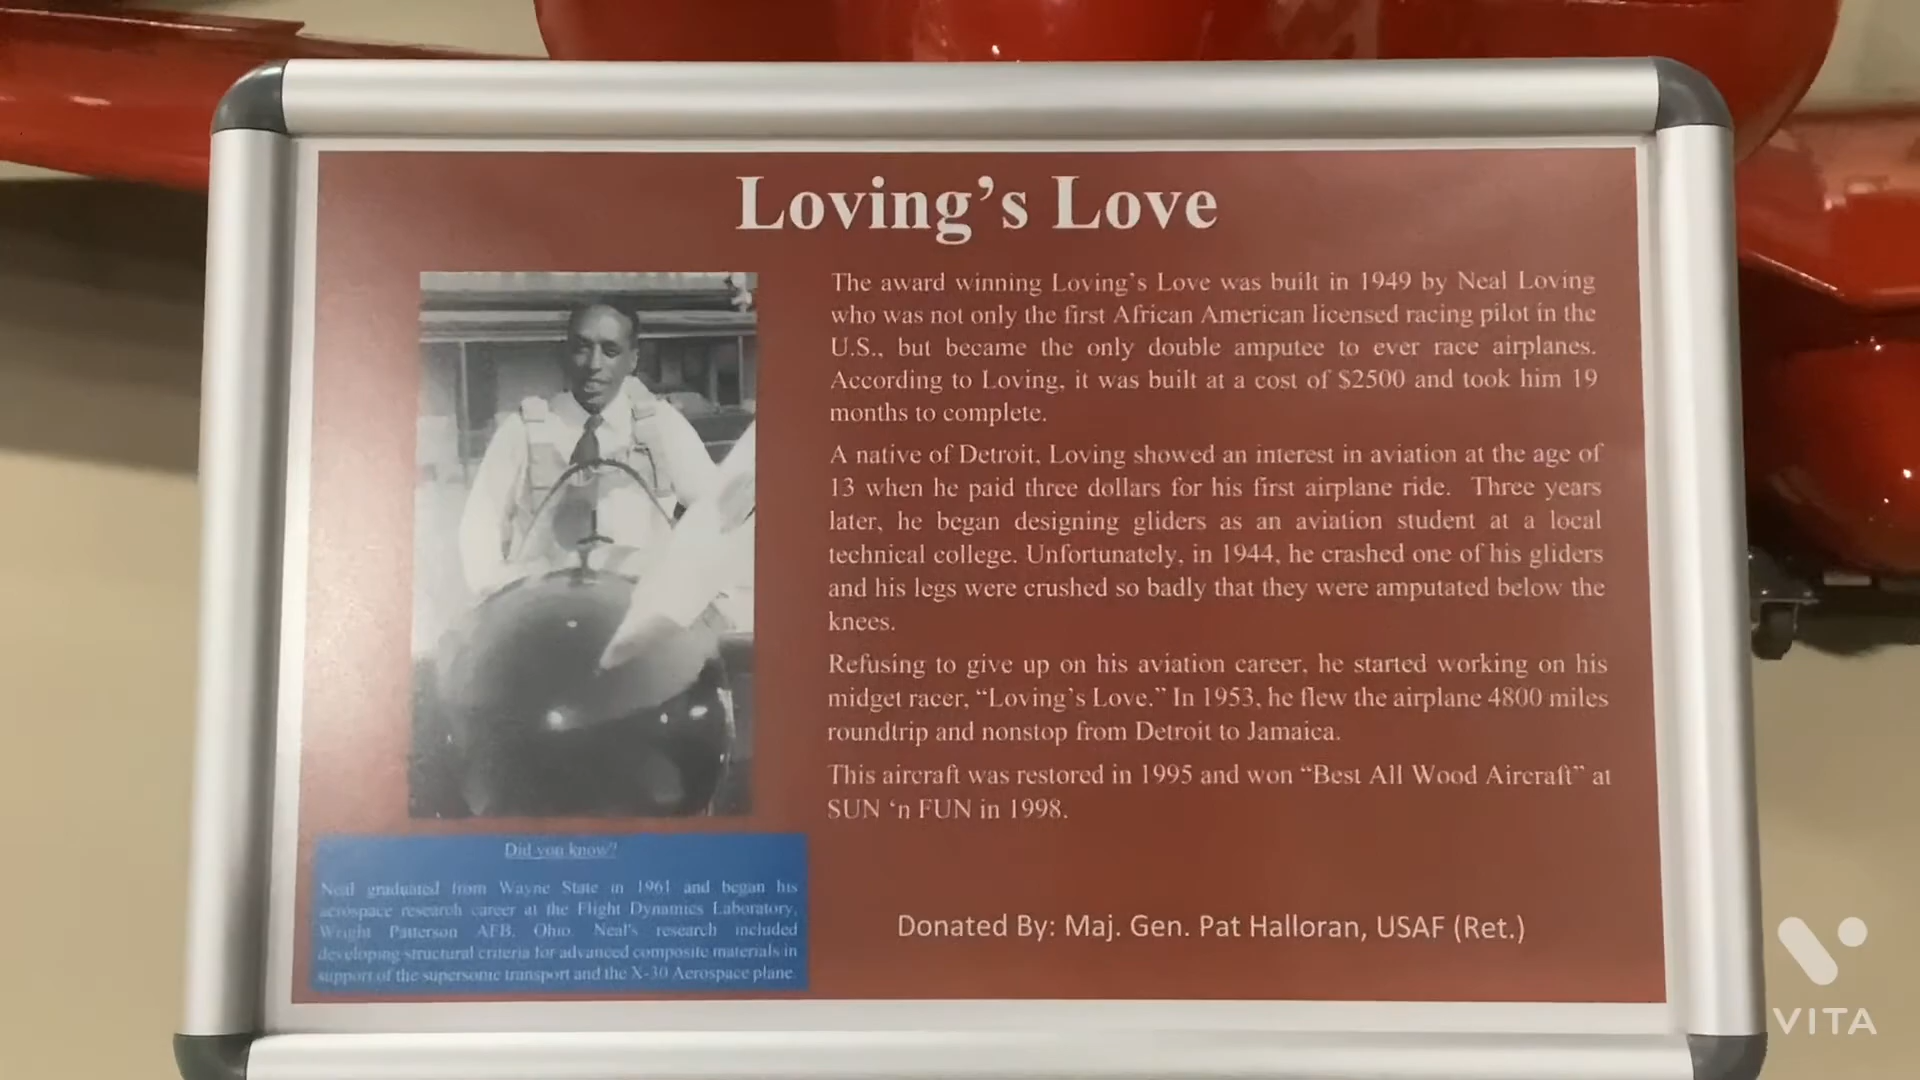 Loving's Love
The award winning Loving's Love was built in 1949 by Neal Loving
who was not only the first African American licensed racing pilot in the
U.S., but became the only double amputee to ever race airplanes.
According to Loving, it was built at a cost of $2500 and took him 19
months to complete.
A native of Detroit, Loving showed an interest in aviation at the age of
13 when he paid three dollars for his first airplane ride. Three years
later, he began designing gliders as an aviation student at a local
technical college. Unfortunately, in 1944, he crashed one of his gliders
and his legs were crushed so badly that they were amputated below the
knees.
Refusing to give up on his aviation career, he started working on his
midget racer, “Loving's Love.” In 1953, he flew the airplane 4800 miles
roundtrip and nonstop from Detroit to Jamaica.
This aircraft was restored in 1995 and won “Best All Wood Aircraft” at
SUN ‘n FUN in 1998.
Did you know?
Neal graduated from Wayne State in 1961 and began his
aerospace research career at the Flight Dynamics Laboratory,
Wright Patterson AFB, Ohio. Neal's research included
developing structural criteria for advanced composite materials in
support of the supersonic transport and the X-30 Aerospace plane.
Donated By: Maj. Gen. Pat Halloran, USAF (Ret.)
VITA